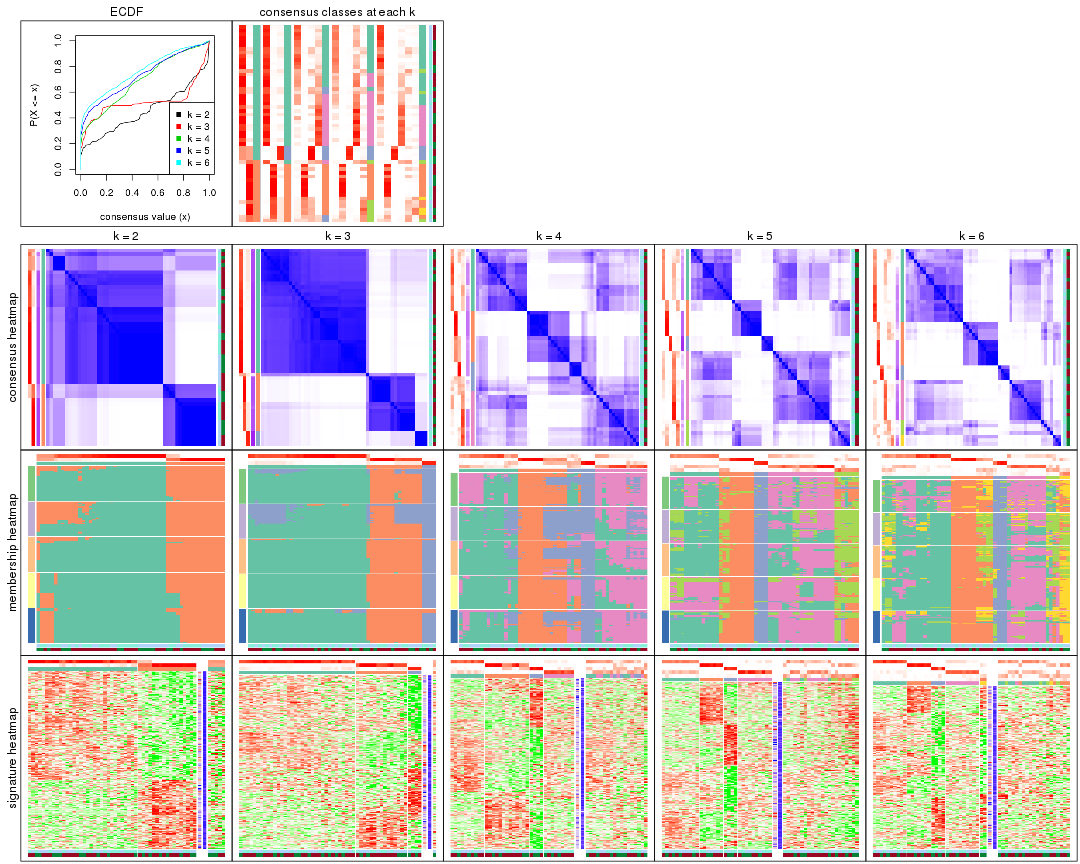 ECDF
consensus classes at each k
P(X <= x)
0.0
0.2
0.4
0.6
0.8
1.0
k = 2
k = 3
k = 4
k = 5
k = 6
0.0 0.2 0.4 0.6 0.8 1.0
consensus value (x)
k = 2
k = 3
k = 4
k = 5
k = 6
consensus heatmap
membership heatmap
signature heatmap